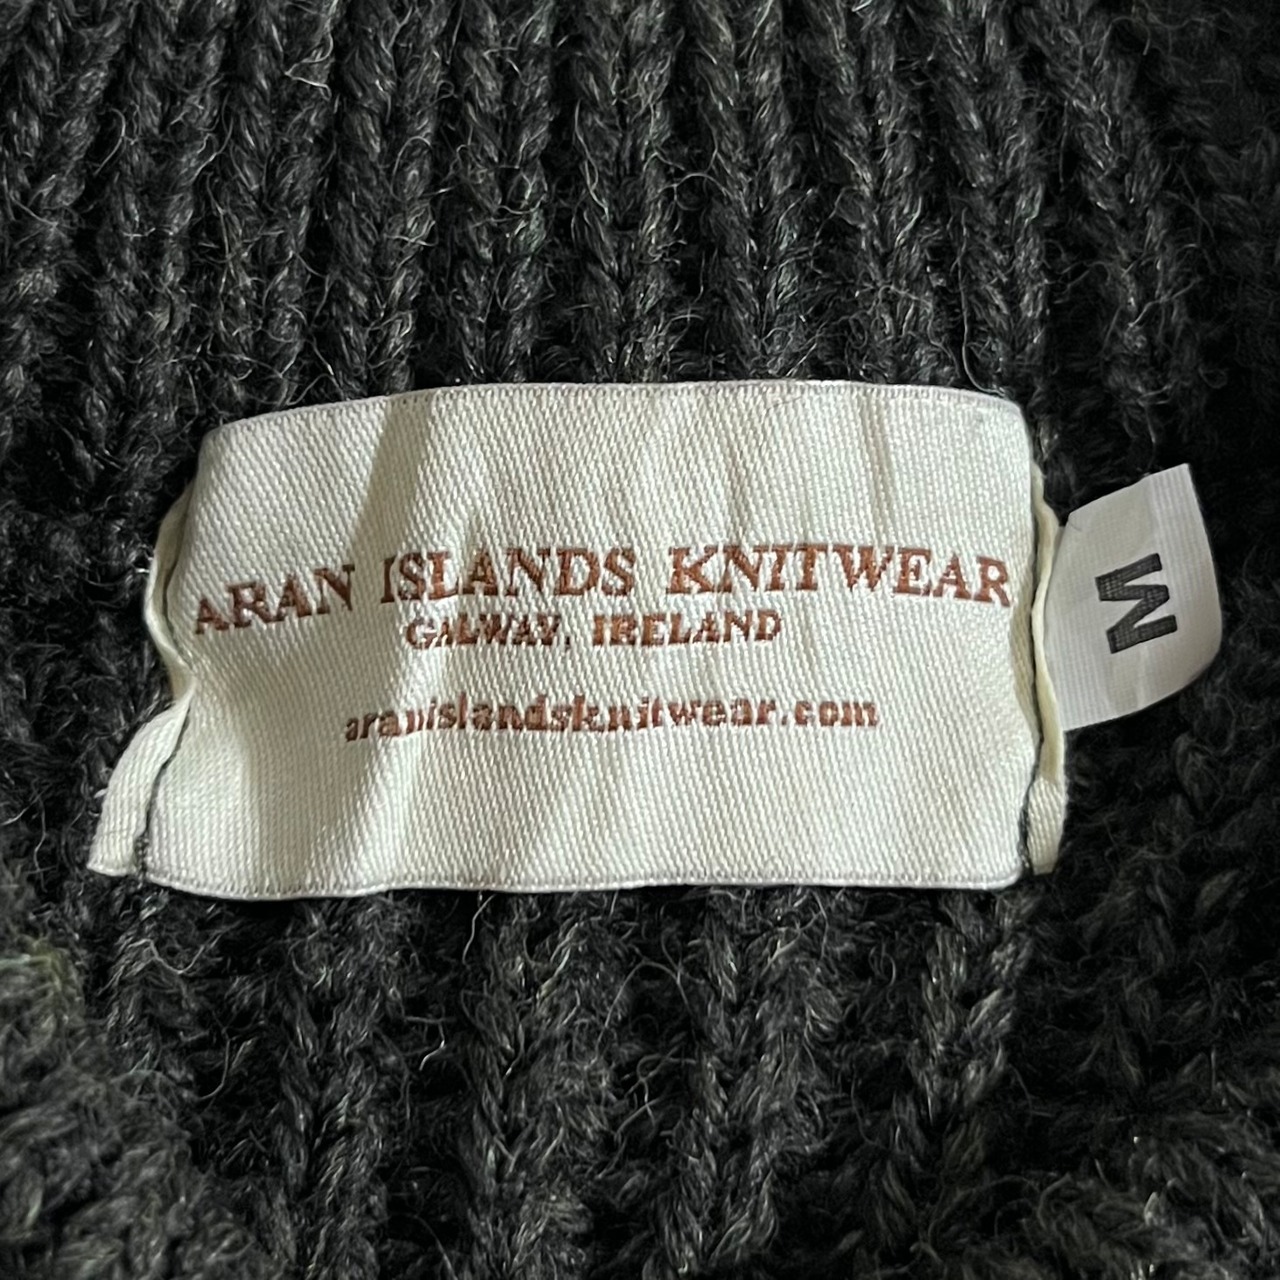 ARAN ISLANDS KNITWEAR
GALWAY, IRELAND
aranislandsknitwear.com
M